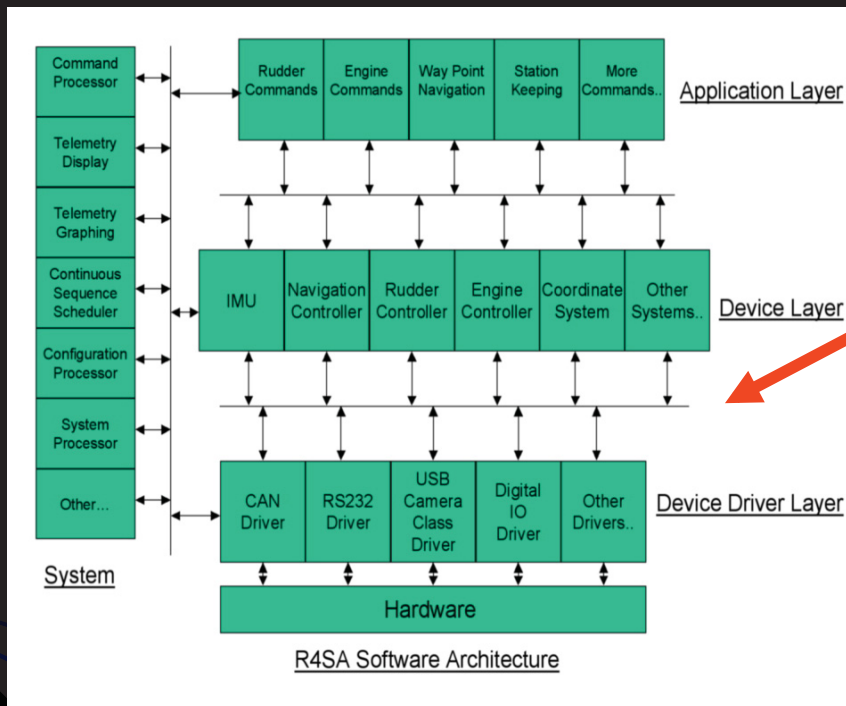 Command
Processor
Telemetry
Display
Telemetry
Graphing
Continuous
Sequence
Scheduler
Configuration
Processor
System
Processor
Other...
System
Rudder
Commands
Engine
Commands
Way Point
Navigation
Station
Keeping
More
Commands..
Application Layer
IMU
Navigation
Controller
Rudder
Controller
Engine
Controller
Coordinate
System
Other
Systems..
Device Layer
CAN
Driver
RS232
Driver
USB
Camera
Class
Driver
Digital
IO
Driver
Other
Drivers..
Device Driver Layer
Hardware
R4SA Software Architecture